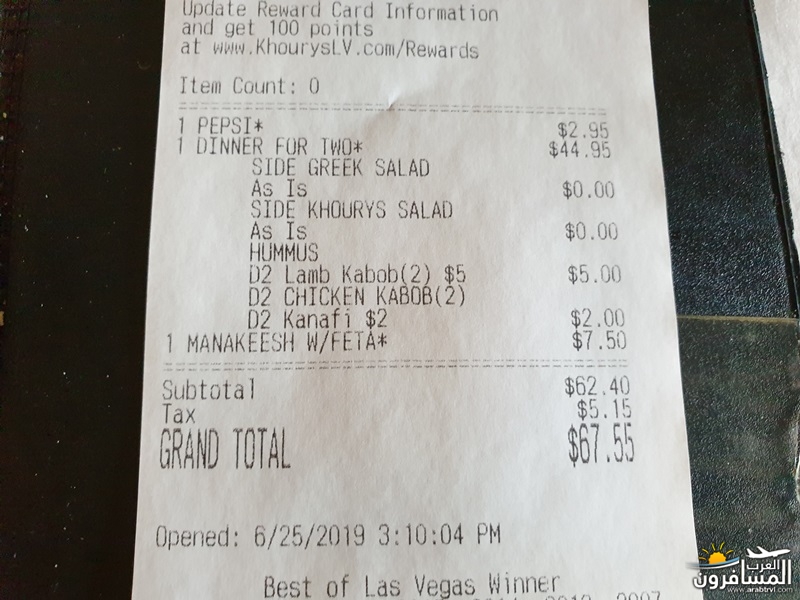 Update Reward Card Information
and get 100 points
at www.KhourysLV.com/Rewards
Item Count: 0
1 PEPSI* $2.95
1 DINNER FOR TWO* $44.95
SIDE GREEK SALAD
As Is $0.00
SIDE KHOURYS SALAD
As Is $0.00
HUMMUS
D2 Lamb Kabob(2) $5 $5.00
D2 CHICKEN KABOB(2)
D2 Kanafi $2 $2.00
1 MANAKEESH W/FETA* $7.50
Subtotal $62.40
Tax $5.15
GRAND TOTAL $67.55
Opened: 6/25/2019 3:10:04 PM
Best of Las Vegas Winner
العرب
المسافرون
www.arabtrvl.com